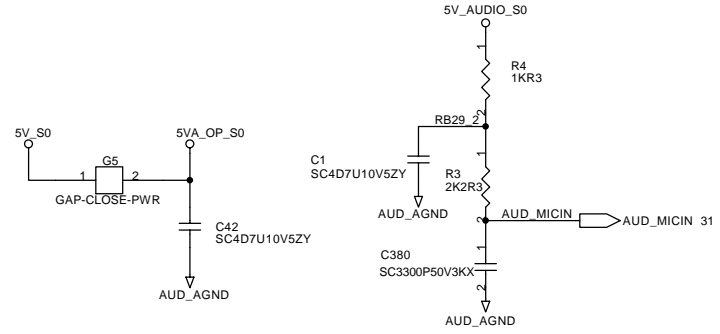 5V_AUDIO_S0
1
R4
1KR3
2
RB29_2
5V_S0
5VA_OP_S0
G5
1
2
GAP-CLOSE-PWR
C1
SC4D7U10V5ZY
1
R3
2K2R3
AUD_AGND
2
AUD_MICIN
AUD_MICIN 31
C42
SC4D7U10V5ZY
1
C380
SC3300P50V3KX
2
AUD_AGND
AUD_AGND